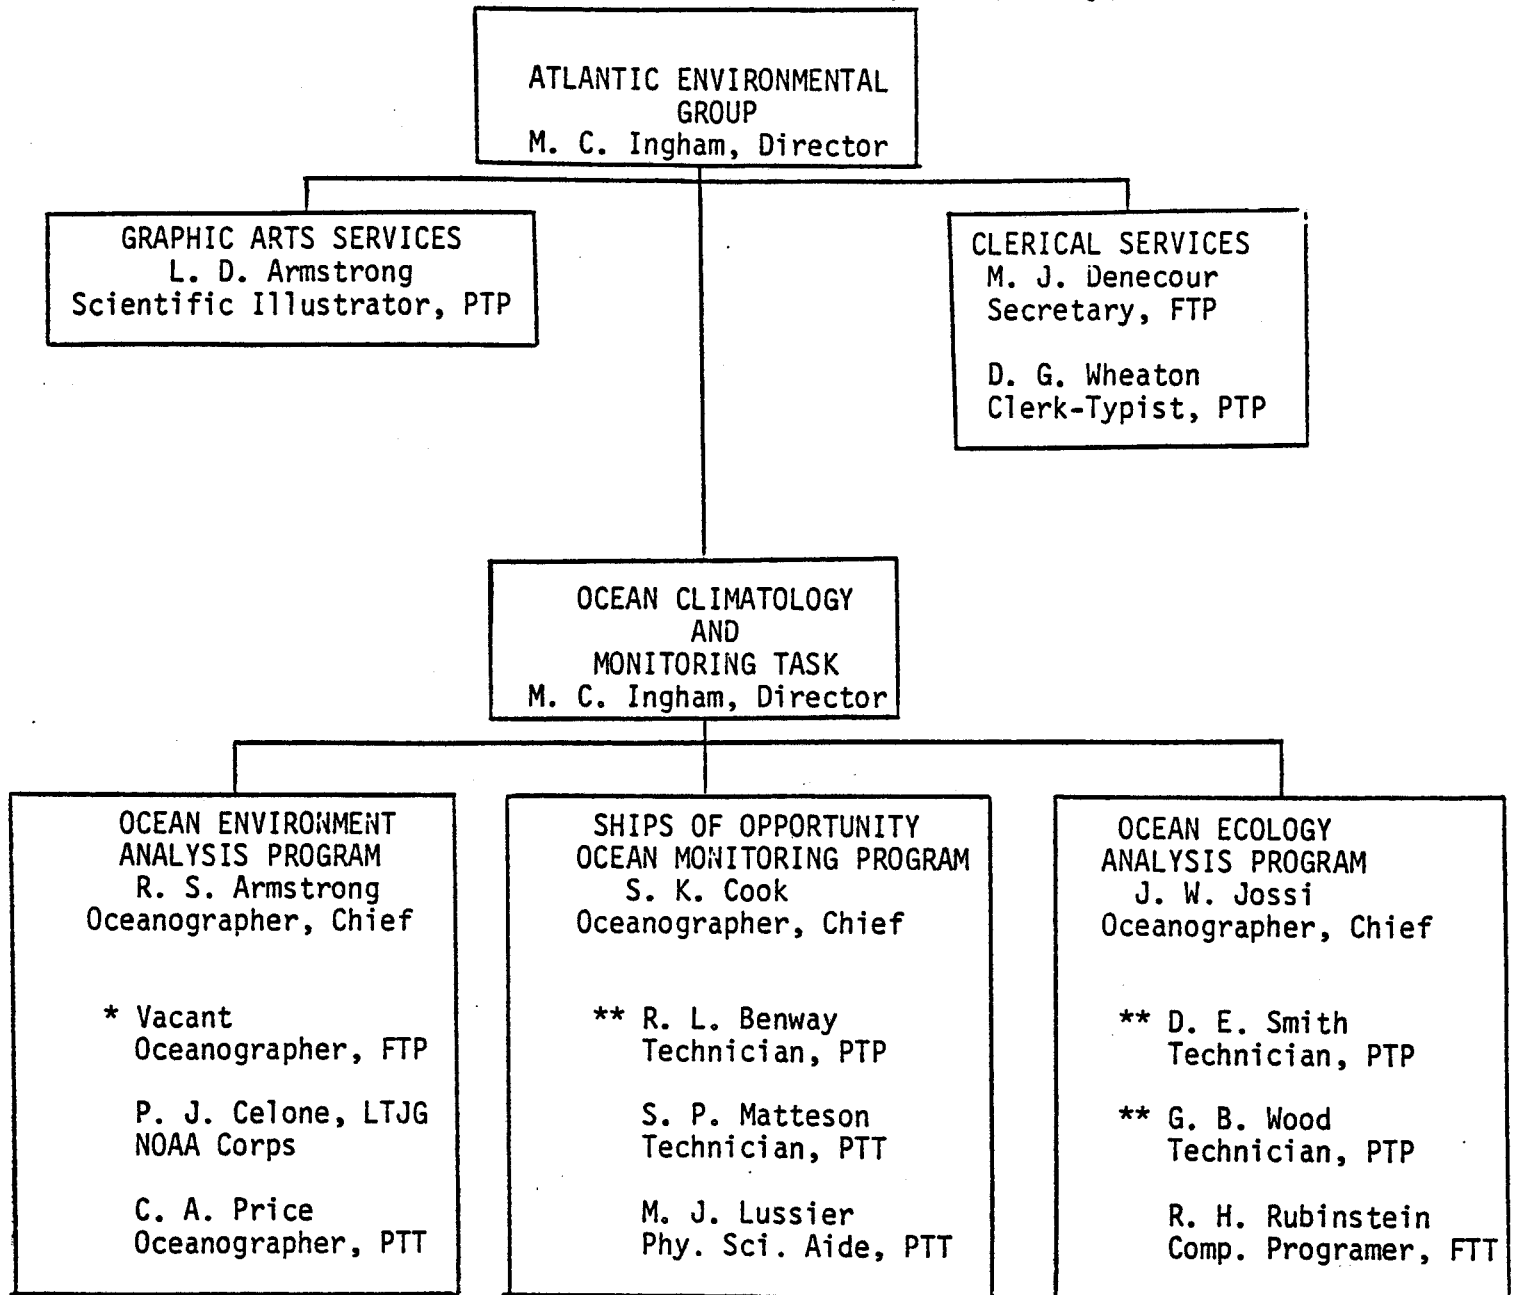 ATLANTIC ENVIRONMENTAL
GROUP
M. C. Ingham, Director
GRAPHIC ARTS SERVICES
L. D. Armstrong
Scientific Illustrator, PTP
CLERICAL SERVICES
M. J. Denecour
Secretary, FTP
D. G. Wheaton
Clerk-Typist, PTP
OCEAN CLIMATOLOGY
AND
MONITORING TASK
M. C. Ingham, Director
OCEAN ENVIRONMENT
ANALYSIS PROGRAM
R. S. Armstrong
Oceanographer, Chief
* Vacant
Oceanographer, FTP
P. J. Celone, LTJG
NOAA Corps
C. A. Price
Oceanographer, PTT
SHIPS OF OPPORTUNITY
OCEAN MONITORING PROGRAM
S. K. Cook
Oceanographer, Chief
** R. L. Benway
Technician, PTP
S. P. Matteson
Technician, PTT
M. J. Lussier
Phy. Sci. Aide, PTT
OCEAN ECOLOGY
ANALYSIS PROGRAM
J. W. Jossi
Oceanographer, Chief
** D. E. Smith
Technician, PTP
** G. B. Wood
Technician, PTP
R. H. Rubinstein
Comp. Programer, FTT